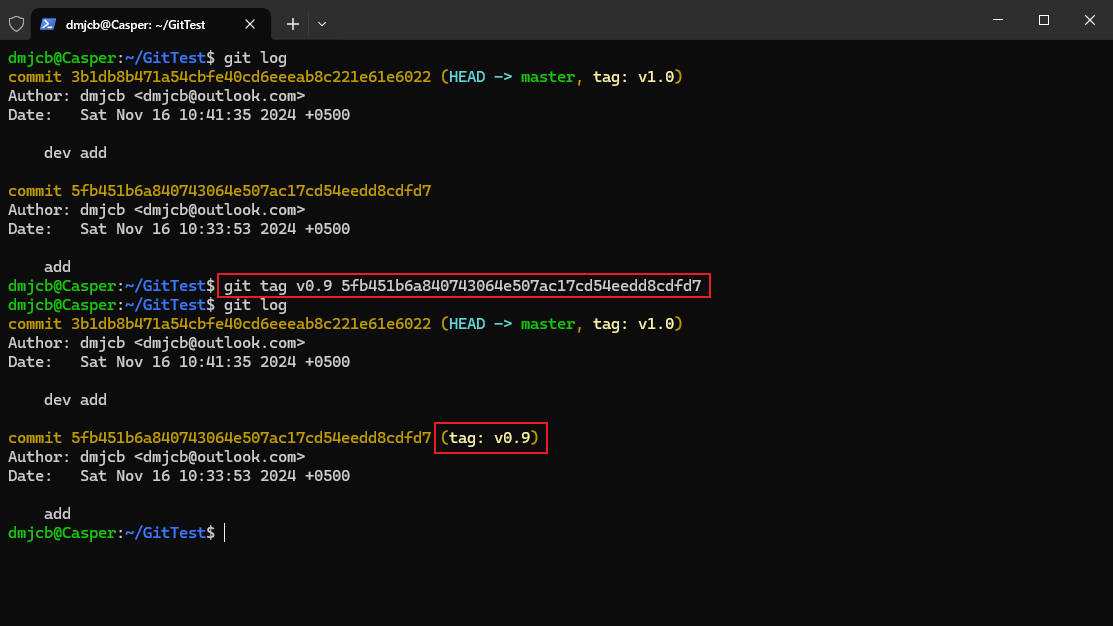 dmjcb@Casper: ~/GitTest
dmjcb@Casper:~/GitTest$ git log
commit 3b1db8b471a54cbfe40cd6eeeab8c221e61e6022 (HEAD -> master, tag: v1.0)
Author: dmjcb <dmjcb@outlook.com>
Date:   Sat Nov 16 10:41:35 2024 +0500
    dev add
commit 5fb451b6a840743064e507ac17cd54eedd8cdfd7
Author: dmjcb <dmjcb@outlook.com>
Date:   Sat Nov 16 10:33:53 2024 +0500
    add
dmjcb@Casper:~/GitTest$ git tag v0.9 5fb451b6a840743064e507ac17cd54eedd8cdfd7
dmjcb@Casper:~/GitTest$ git log
commit 3b1db8b471a54cbfe40cd6eeeab8c221e61e6022 (HEAD -> master, tag: v1.0)
Author: dmjcb <dmjcb@outlook.com>
Date:   Sat Nov 16 10:41:35 2024 +0500
    dev add
commit 5fb451b6a840743064e507ac17cd54eedd8cdfd7 (tag: v0.9)
Author: dmjcb <dmjcb@outlook.com>
Date:   Sat Nov 16 10:33:53 2024 +0500
    add
dmjcb@Casper:~/GitTest$